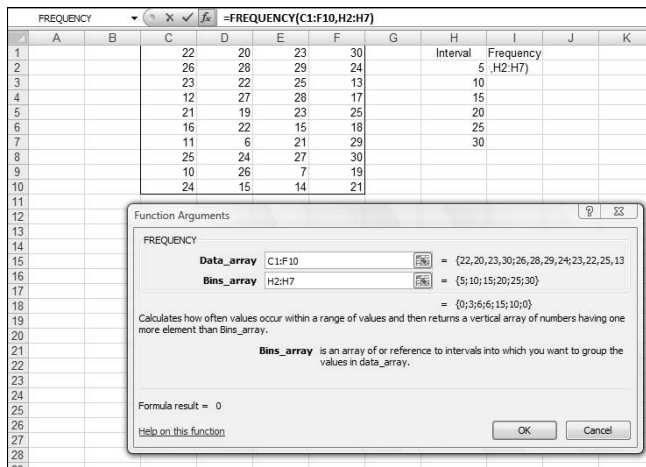 FREQUENCY =FREQUENCY(C1:F10,H2:H7)
A B C D E F G H I J K
1 22 20 23 30 Interval Frequency
2 26 28 29 24 5 ,H2:H7)
3 23 22 25 13 10
4 12 27 28 17 15
5 21 19 23 25 20
6 16 22 15 18 25
7 11 6 21 29 30
8 25 24 27 30
9 10 26 7 19
10 24 15 14 21
11
12
13
14
15
16
17
18
19
20
21
22
23
24
25
26
27
28
Function Arguments
FREQUENCY
Data_array C1:F10 = {22,20,23,30;26,28,29,24;23,22,25,13
Bins_array H2:H7 = {5;10;15;20;25;30}
= {0;3;6;6;15;10;0}
Calculates how often values occur within a range of values and then returns a vertical array of numbers having one
more element than Bins_array.
Bins_array is an array of or reference to intervals into which you want to group the
values in data_array.
Formula result = 0
Help on this function
OK Cancel